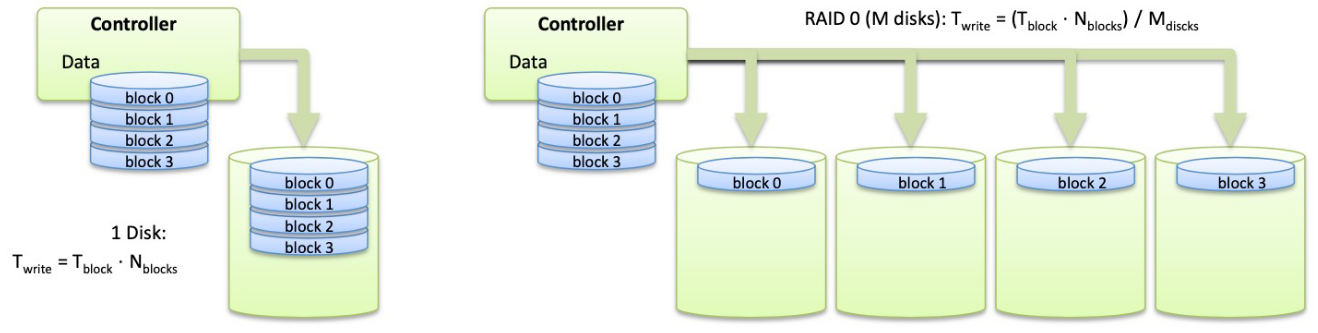 Controller
Data
block 0
block 1
block 2
block 3
block 0
block 1
block 2
block 3
1 Disk:
Twrite = Tblock · Nblocks
RAID 0 (M disks): Twrite = (Tblock · Nblocks) / Mdiscks
Controller
Data
block 0
block 1
block 2
block 3
block 0
block 1
block 2
block 3